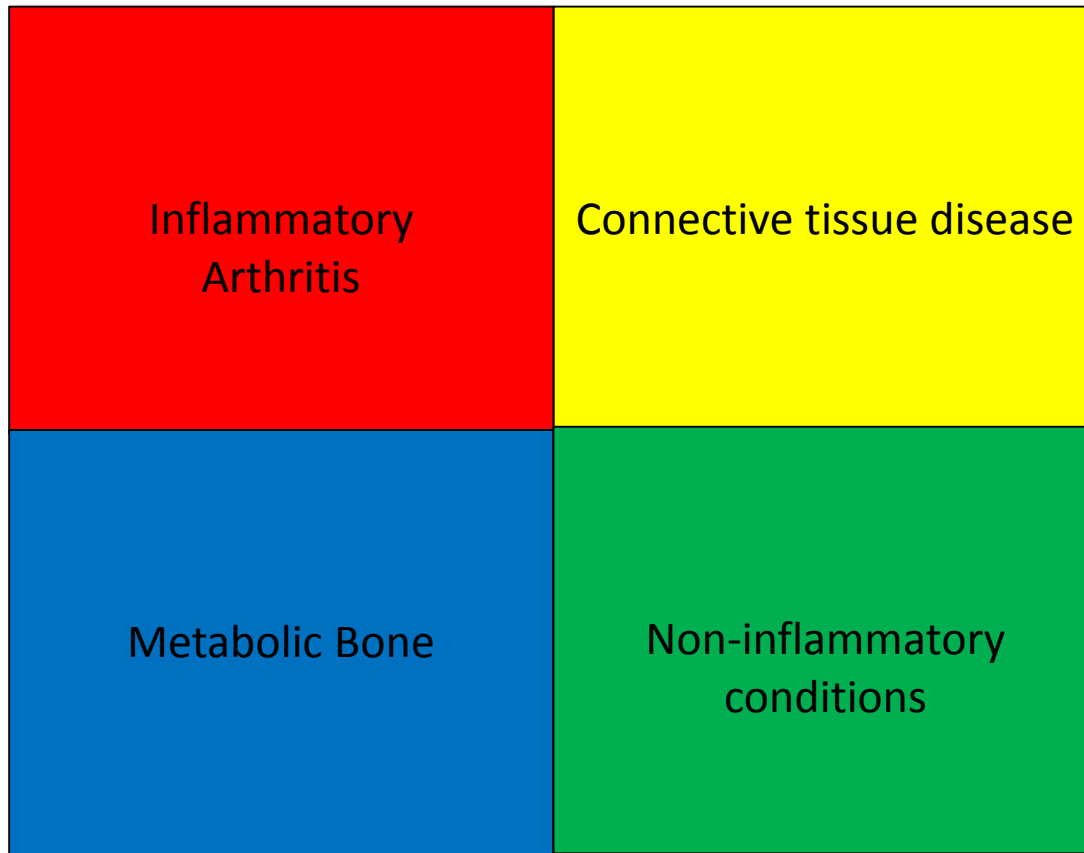 Inflammatory
Arthritis
Connective tissue disease
Metabolic Bone
Non-inflammatory
conditions